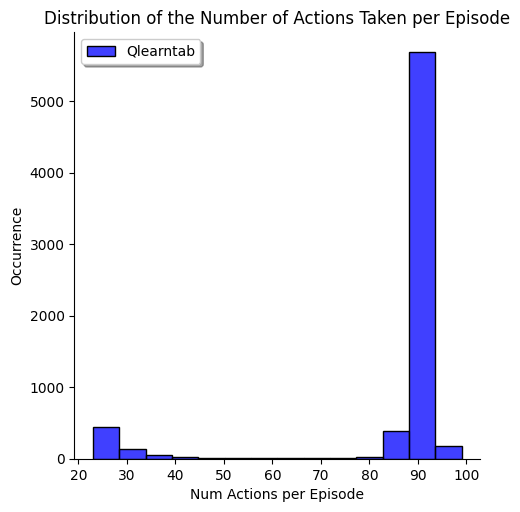 Distribution of the Number of Actions Taken per Episode
Qlearntab
Occurrence
5000
4000
3000
2000
1000
0
20 30 40 50 60 70 80 90 100
Num Actions per Episode